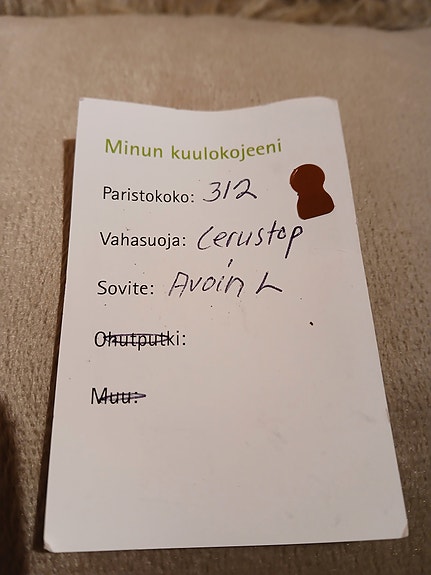 Minun kuulokojeeni
Paristokoko: 312
Vahasuoja: Cerustop
Sovite: Avoin L
Ohutputki:
Muu: